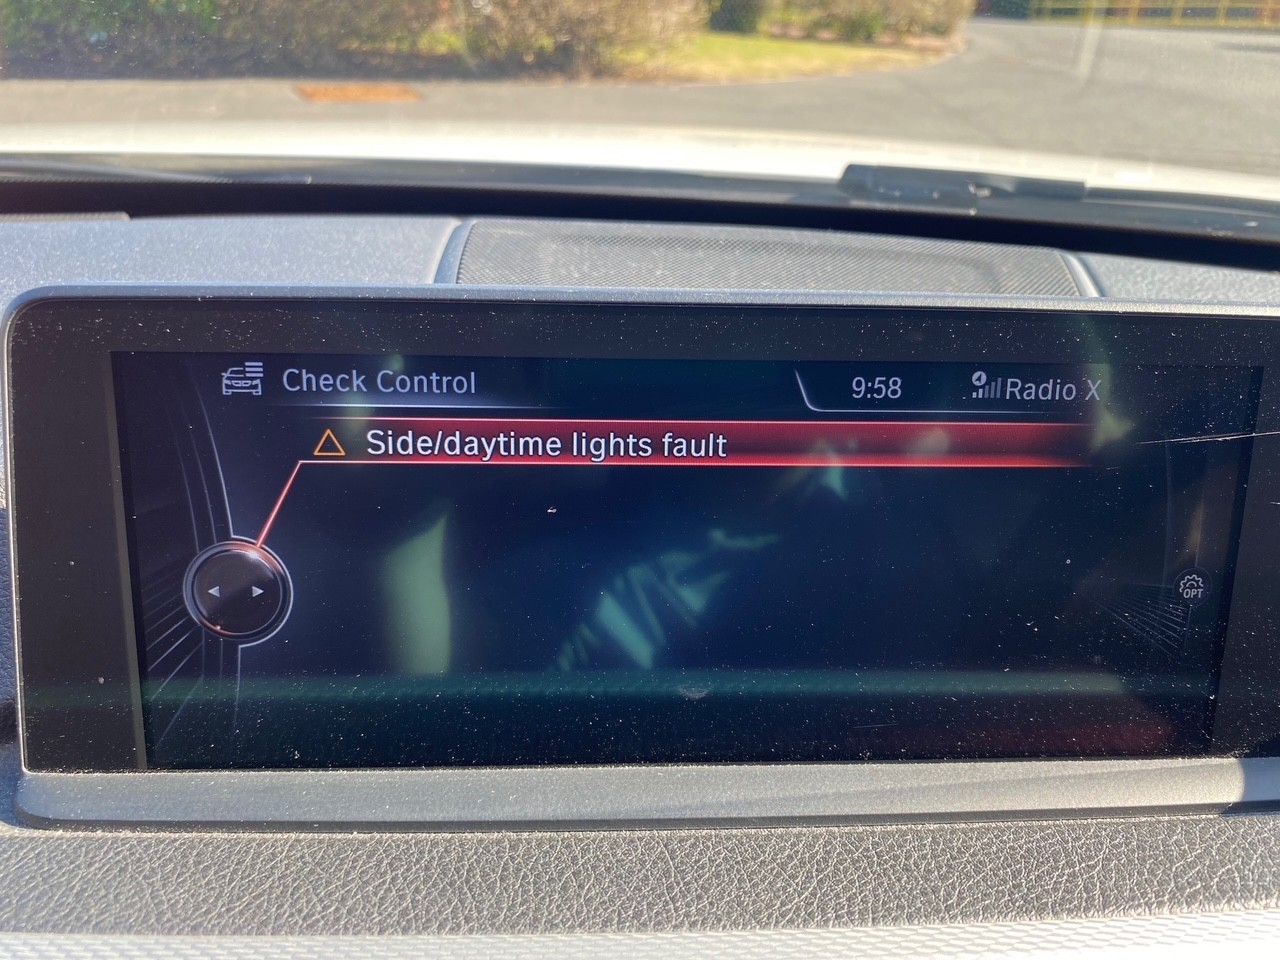 Check Control
9:58
Radio X
Side/daytime lights fault
OPT